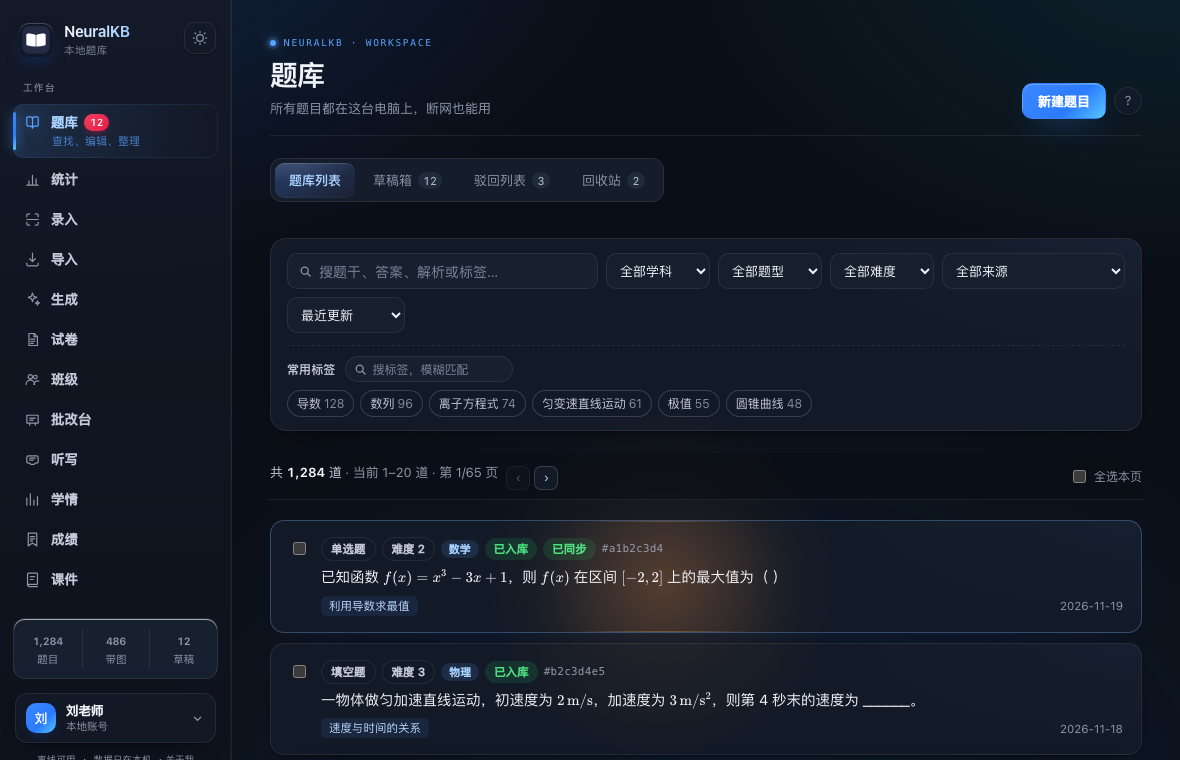 NeuralKB
本地题库
工作台
题库 12
查找、编辑、整理
统计
录入
导入
生成
试卷
班级
批改台
听写
学情
成绩
课件
1,284 486 12
题目 带图 草稿
刘 刘老师
本地账号
离线可用 · 数据只在本机 · 关于我
NEURALKB · WORKSPACE
题库
所有题目都在这台电脑上，断网也能用
新建题目 ?
题库列表 草稿箱 12 驳回列表 3 回收站 2
搜题干、答案、解析或标签… 全部学科 全部题型 全部难度 全部来源
最近更新
常用标签 搜标签，模糊匹配
导数 128 数列 96 离子方程式 74 匀变速直线运动 61 极值 55 圆锥曲线 48
共 1,284 道 · 当前 1–20 道 · 第 1/65 页 ‹ › 全选本页
单选题 难度 2 数学 已入库 已同步 #a1b2c3d4
已知函数 f(x) = x³ − 3x + 1，则 f(x) 在区间 [−2, 2] 上的最大值为（ ）
利用导数求最值 2026-11-19
填空题 难度 3 物理 已入库 #b2c3d4e5
一物体做匀加速直线运动，初速度为 2 m/s，加速度为 3 m/s²，则第 4 秒末的速度为 ______。
速度与时间的关系 2026-11-18